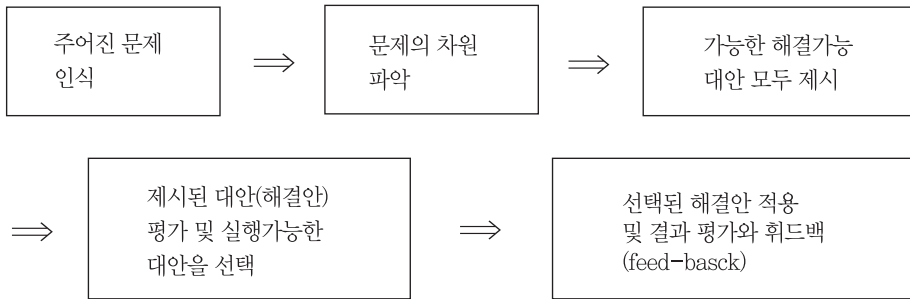 주어진 문제
인식
문제의 차원
파악
가능한 해결가능
대안 모두 제시
제시된 대안(해결안)
평가 및 실행가능한
대안을 선택
선택된 해결안 적용
및 결과 평가와 휘드백
(feed-basck)